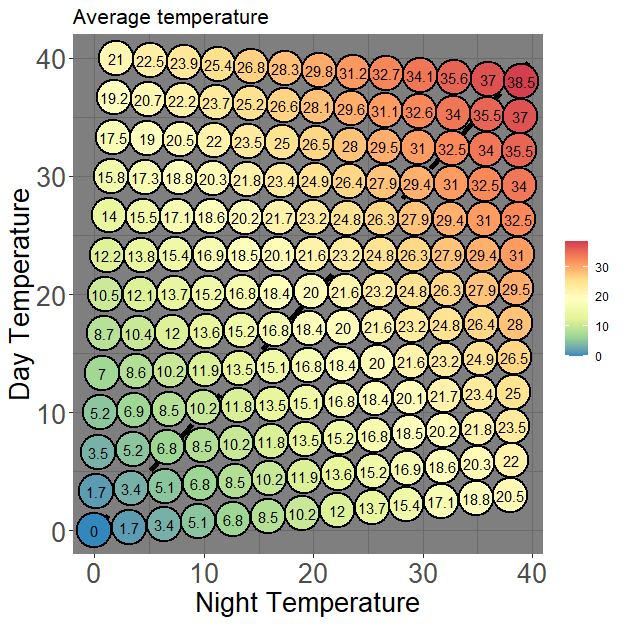 Average temperature
40
30
20
10
0
Day Temperature
21 22.5 23.9 25.4 26.8 28.3 29.8 31.2 32.7 34.1 35.6 37 38.5
19.2 20.7 22.2 23.7 25.2 26.6 28.1 29.6 31.1 32.6 34 35.5 37
17.5 19 20.5 22 23.5 25 26.5 28 29.5 31 32.5 34 35.5
15.8 17.3 18.8 20.3 21.8 23.4 24.9 26.4 27.9 29.4 31 32.5 34
14 15.5 17.1 18.6 20.2 21.7 23.2 24.8 26.3 27.9 29.4 31 32.5
12.2 13.8 15.4 16.9 18.5 20.1 21.6 23.2 24.8 26.3 27.9 29.4 31
10.5 12.1 13.7 15.2 16.8 18.4 20 21.6 23.2 24.8 26.3 27.9 29.5
8.7 10.4 12 13.6 15.2 16.8 18.4 20 21.6 23.2 24.8 26.4 28
7 8.6 10.2 11.9 13.5 15.1 16.8 18.4 20 21.6 23.2 24.9 26.5
5.2 6.9 8.5 10.2 11.8 13.5 15.1 16.8 18.4 20.1 21.7 23.4 25
3.5 5.2 6.8 8.5 10.2 11.8 13.5 15.2 16.8 18.5 20.2 21.8 23.5
1.7 3.4 5.1 6.8 8.5 10.2 11.9 13.6 15.2 16.9 18.6 20.3 22
0 1.7 3.4 5.1 6.8 8.5 10.2 12 13.7 15.4 17.1 18.8 20.5
0 10 20 30 40
Night Temperature
30
20
10
0